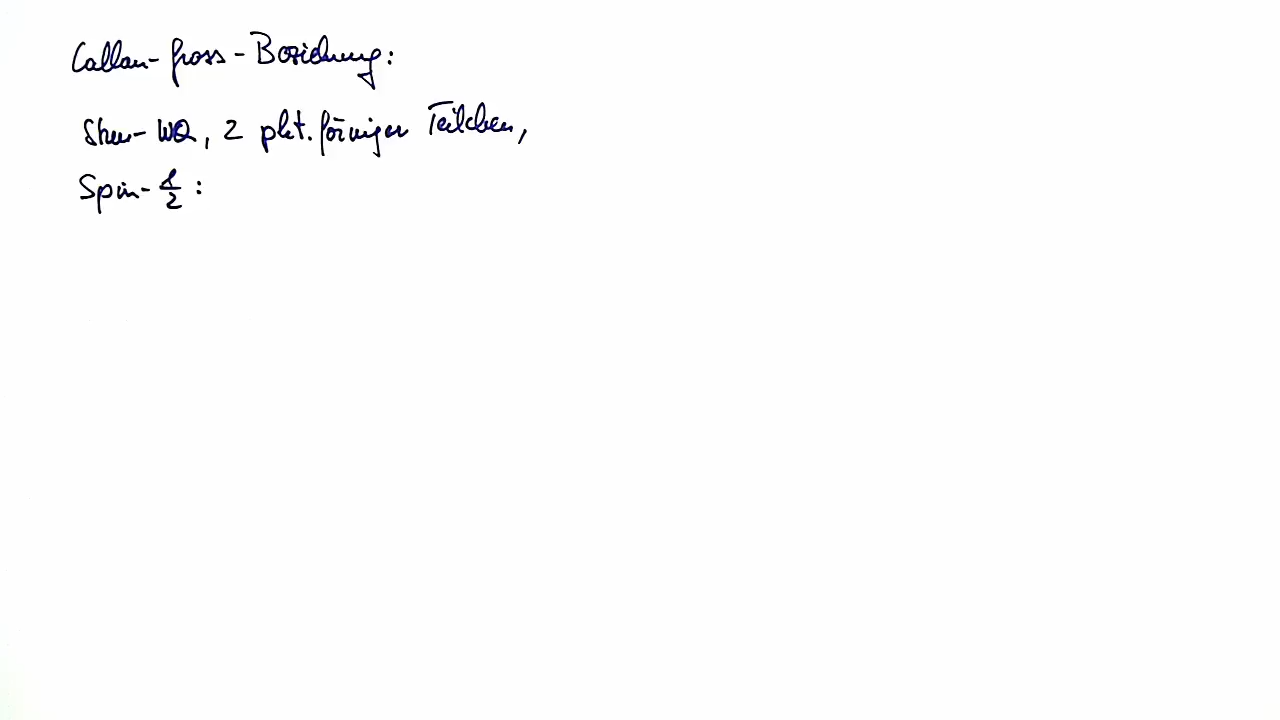 Callan-Gross-Beziehung:
Streu-WQ, 2 pkt.förmiger Teilchen,
Spin-1/2: